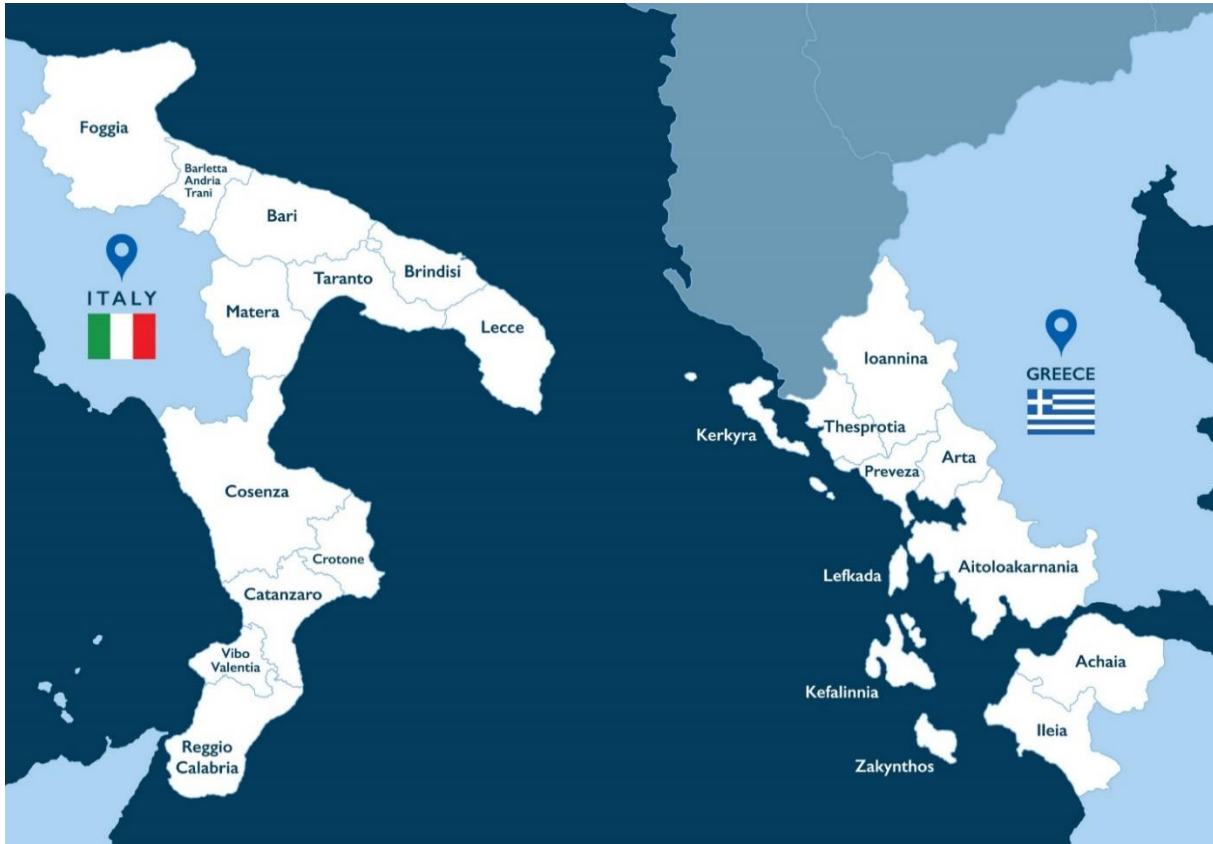 Foggia
Barletta
Andria
Trani
Bari
ITALY
Matera
Taranto
Brindisi
Lecce
Cosenza
Crotone
Catanzaro
Vibo
Valentia
Reggio
Calabria
Ioannina
GREECE
Kerkyra
Thesprotia
Preveza
Arta
Lefkada
Aitoloakarnania
Kefalinnia
Achaia
Ileia
Zakynthos